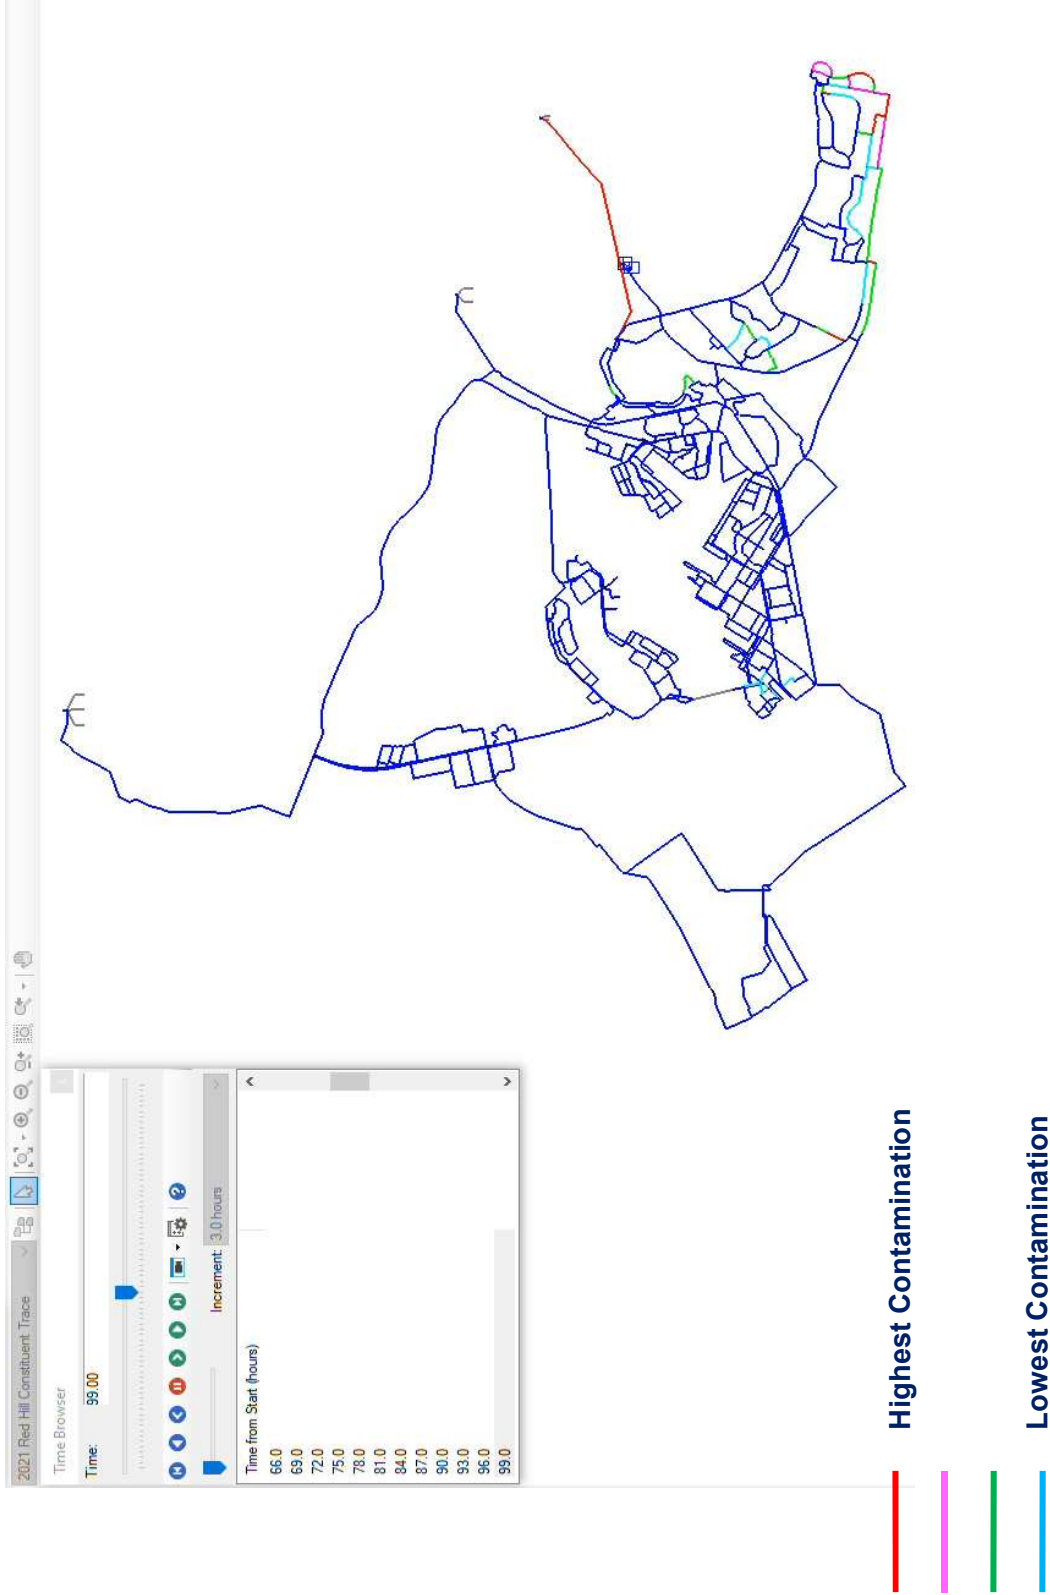 2021 Red Hill Constituent Trace
Time Browser
Time:
99.00
Increment:
3.0 hours
Time from Start (hours)
66.0
69.0
72.0
75.0
78.0
81.0
84.0
87.0
90.0
93.0
96.0
99.0
Highest Contamination
Lowest Contamination